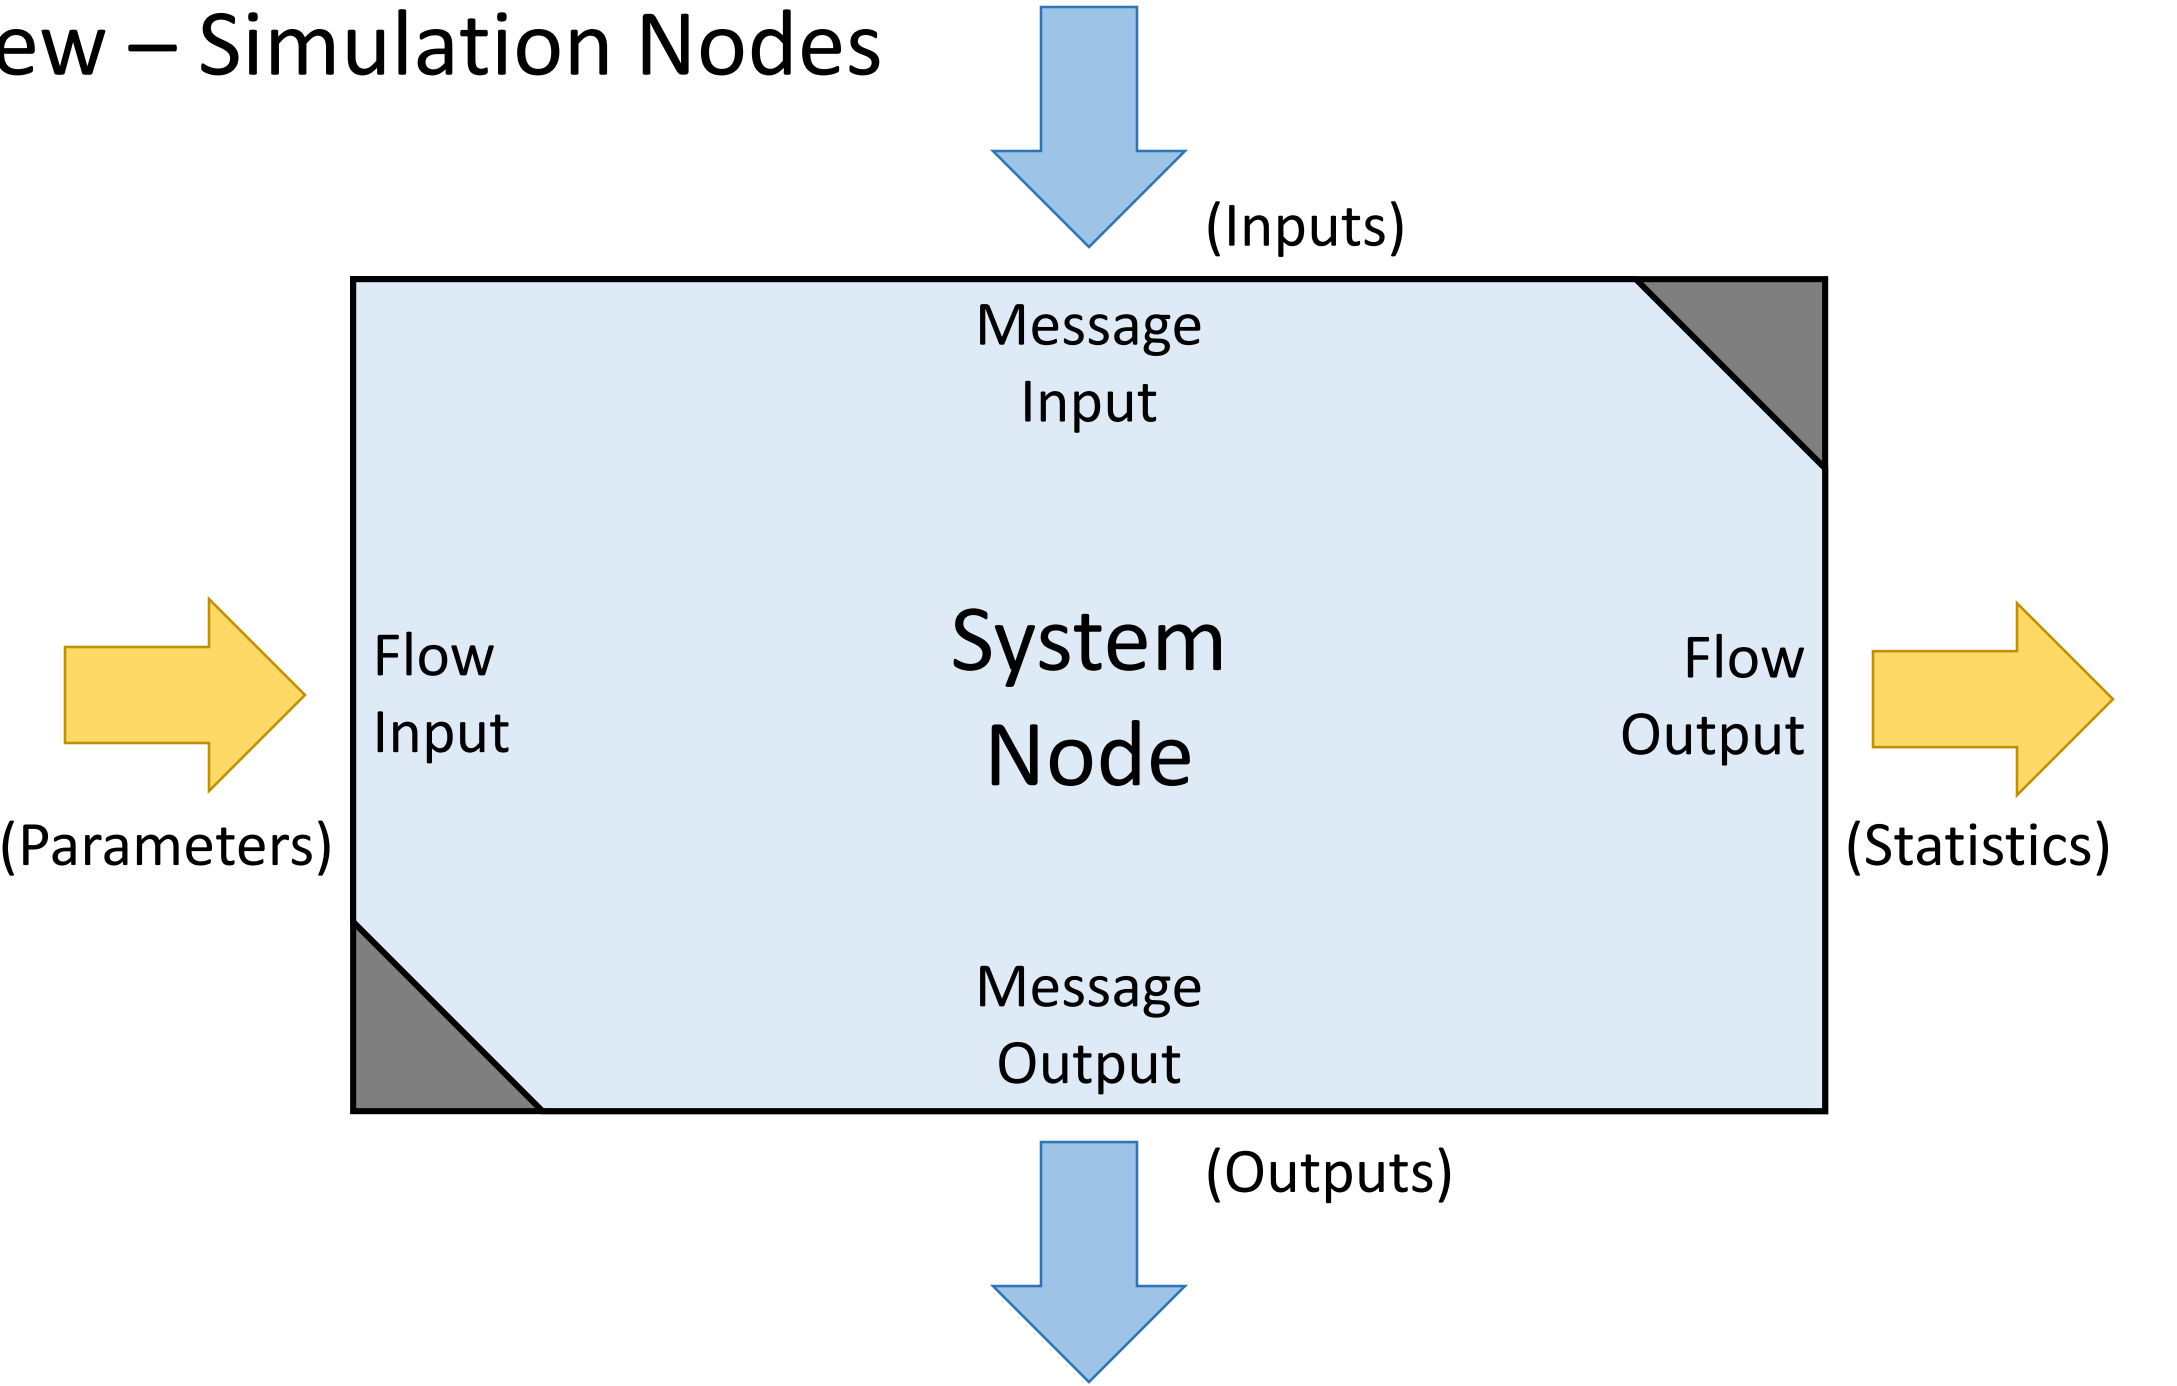 ew – Simulation Nodes
(Inputs)
Message
Input
Flow
Input
System
Node
Flow
Output
(Parameters)
(Statistics)
Message
Output
(Outputs)